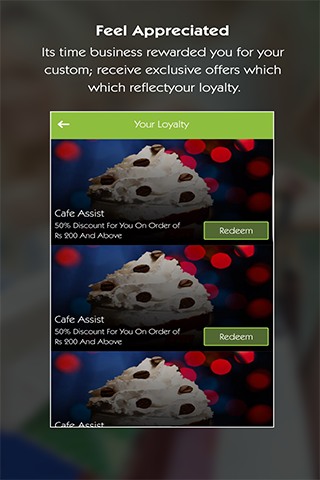 Feel Appreciated
Its time business rewarded you for your
custom; receive exclusive offers which
which reflectyour loyalty.
Your Loyalty
Cafe Assist
50% Discount For You On Order of
Rs 200 And Above
Redeem
Cafe Assist
50% Discount For You On Order of
Rs 200 And Above
Redeem
Cafe Assist